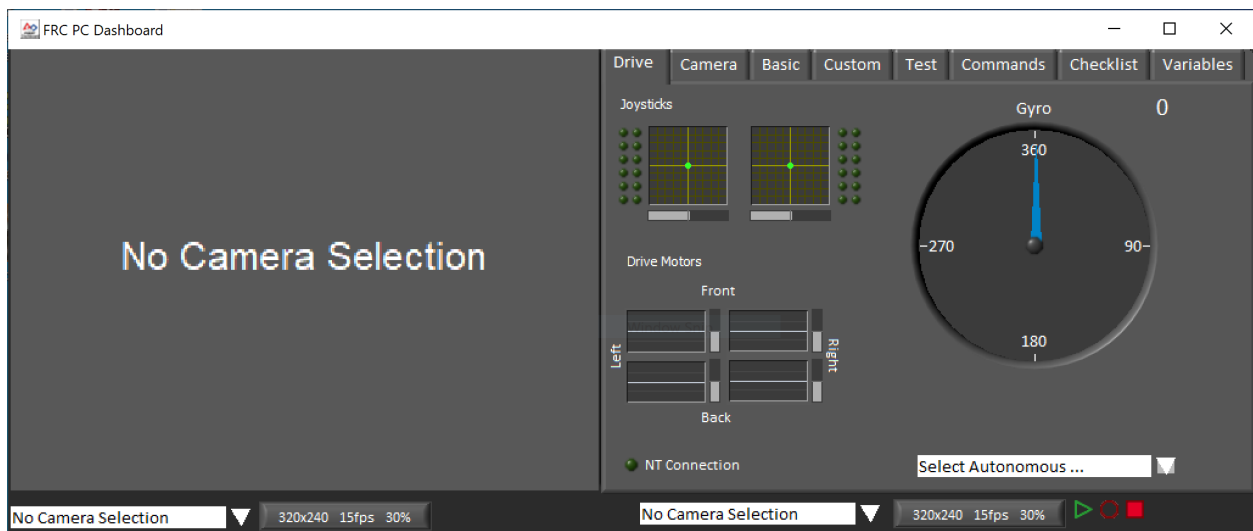 FRC PC Dashboard
No Camera Selection
Drive Camera Basic Custom Test Commands Checklist Variables
Joysticks
Gyro 0
360
270 90
180
Drive Motors
Front
Left
Right
Back
NT Connection
Select Autonomous ...
No Camera Selection 320x240 15fps 30%
No Camera Selection 320x240 15fps 30%